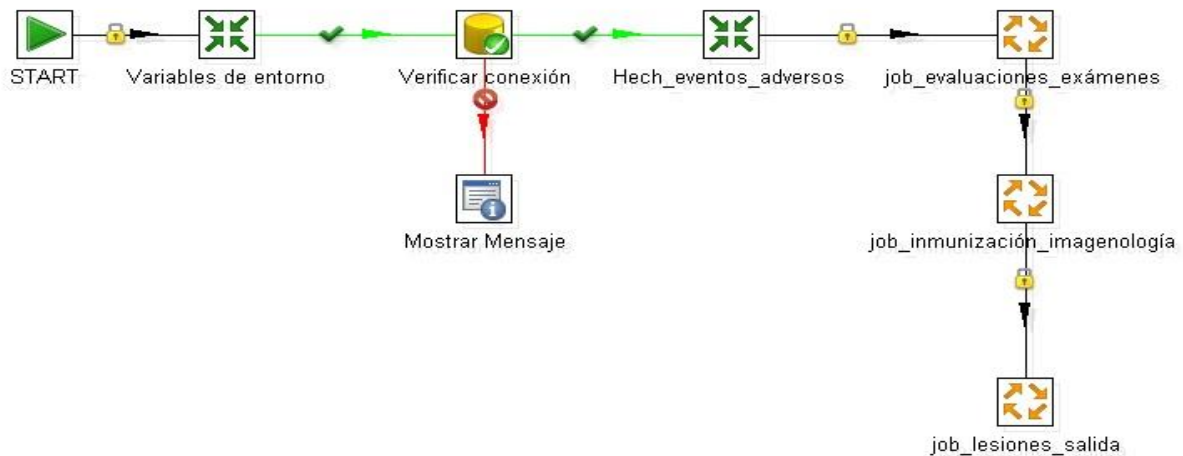 START
Variables de entorno
Verificar conexión
Hech_eventos_adversos
job_evaluaciones_exámenes
Mostrar Mensaje
job_inmunización_imagenología
job_lesiones_salida